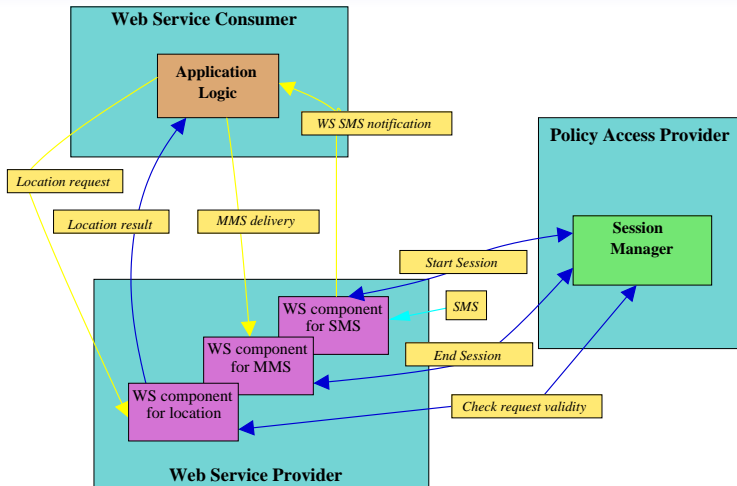 Web Service Consumer
Application
Logic
WS SMS notification
Policy Access Provider
Location request
Location result
MMS delivery
Session
Manager
Start Session
SMS
WS component
for SMS
WS component
for MMS
End Session
WS component
for location
Check request validity
Web Service Provider